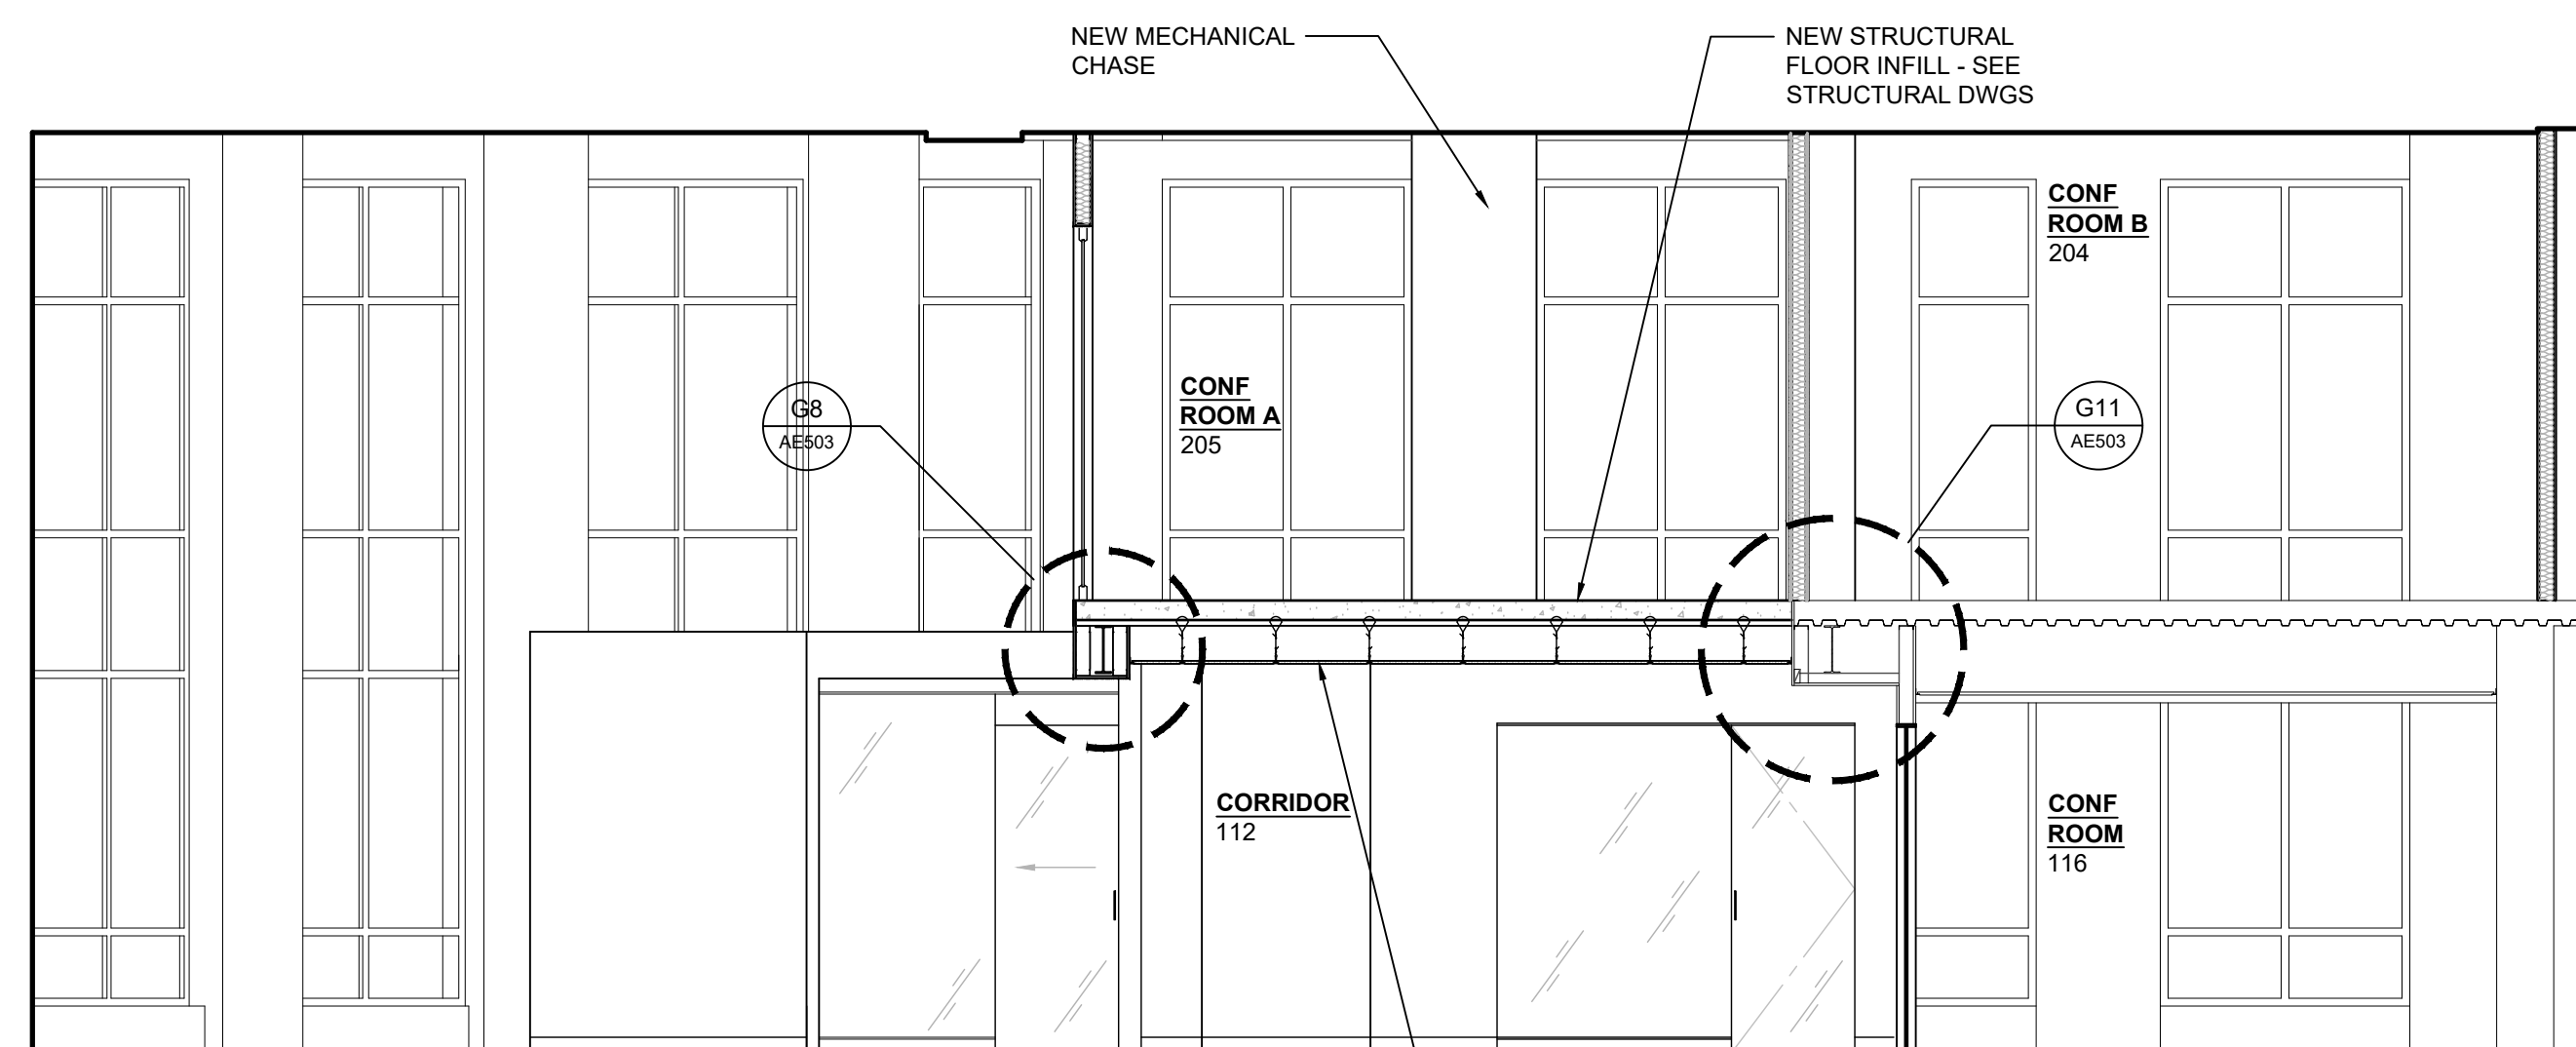 NEW MECHANICAL
CHASE
NEW STRUCTURAL
FLOOR INFILL - SEE
STRUCTURAL DWGS
CONF
ROOM B
204
CONF
ROOM A
205
G8
AE503
G11
AE503
CORRIDOR
112
CONF
ROOM
116